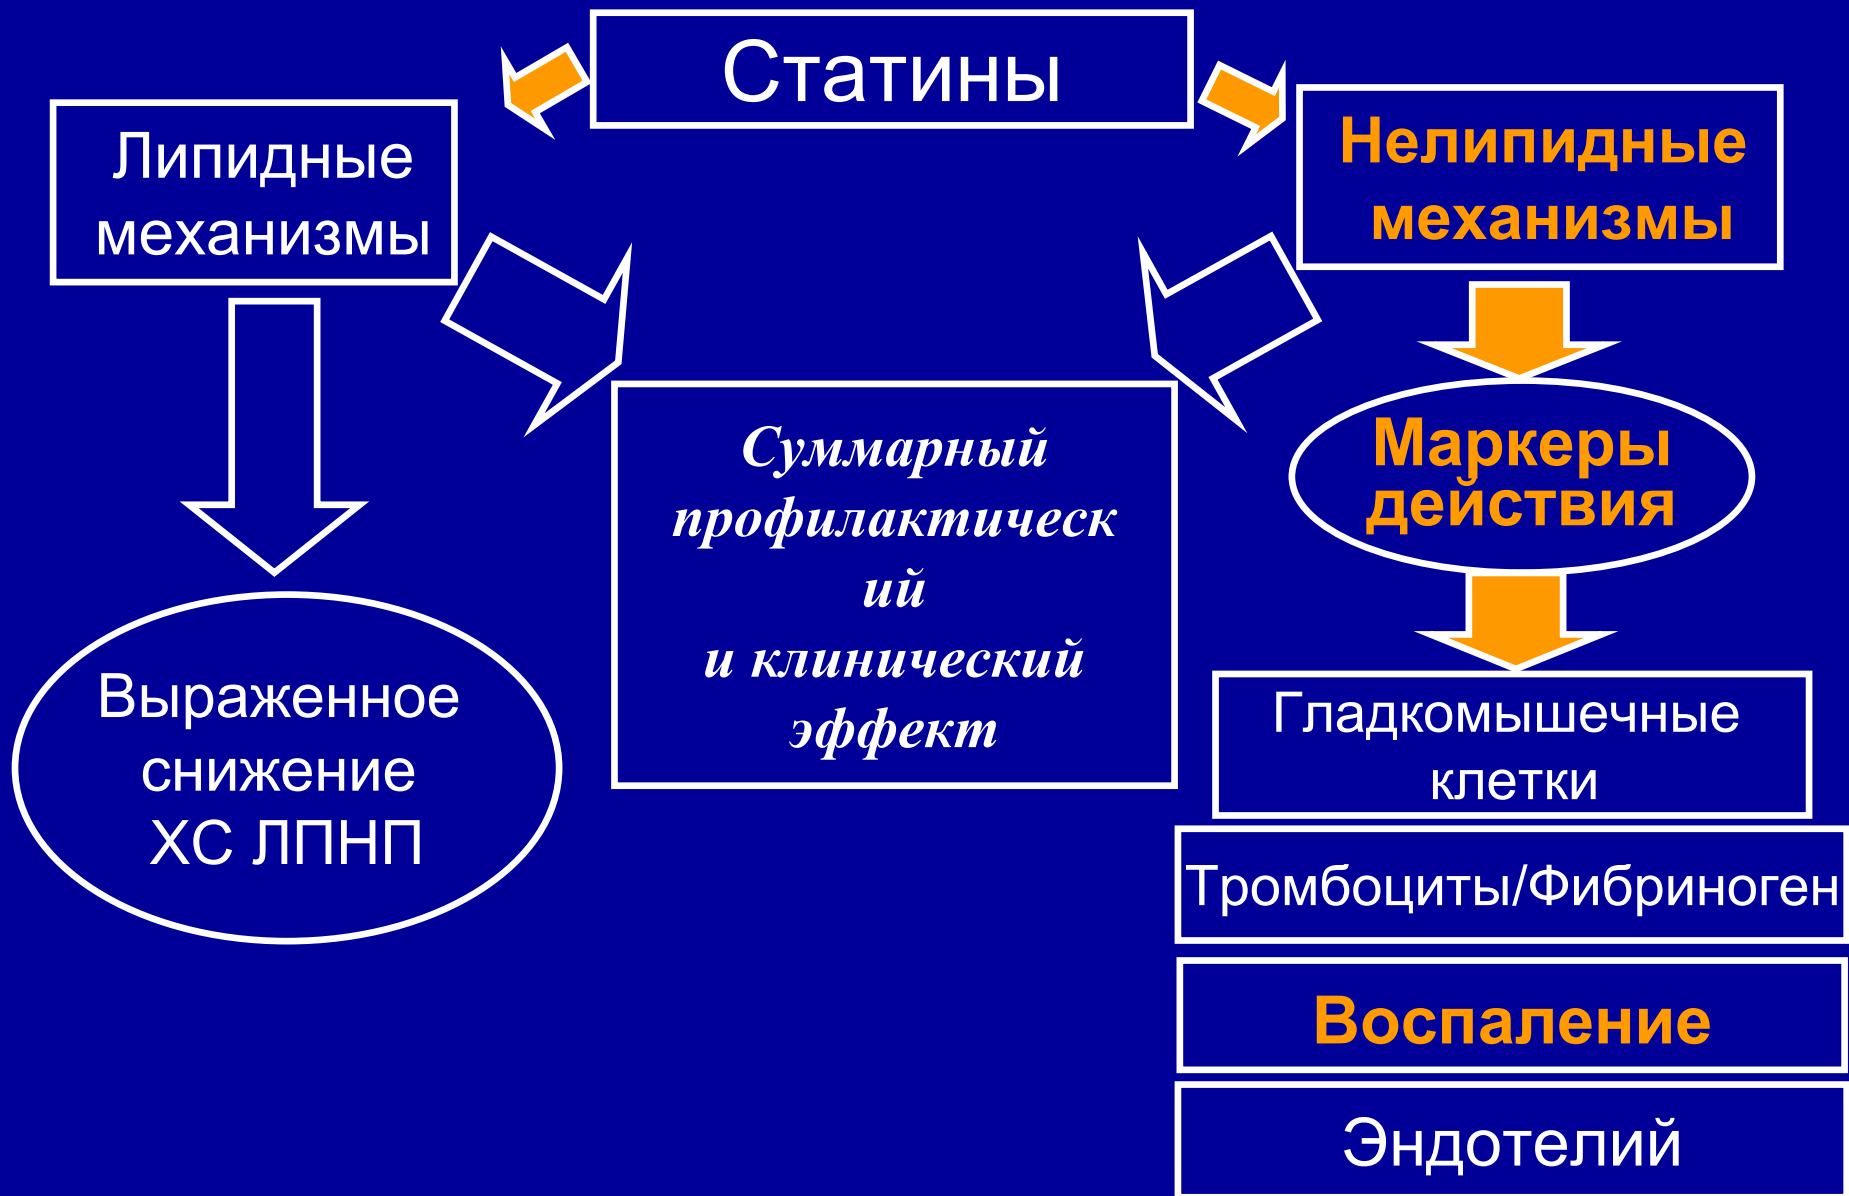 Статины
Липидные
механизмы
Нелипидные
механизмы
Суммарный
профилактическ
ий
и клинический
эффект
Маркеры
действия
Выраженное
снижение
ХС ЛПНП
Гладкомышечные
клетки
Тромбоциты/Фибриноген
Воспаление
Эндотелий